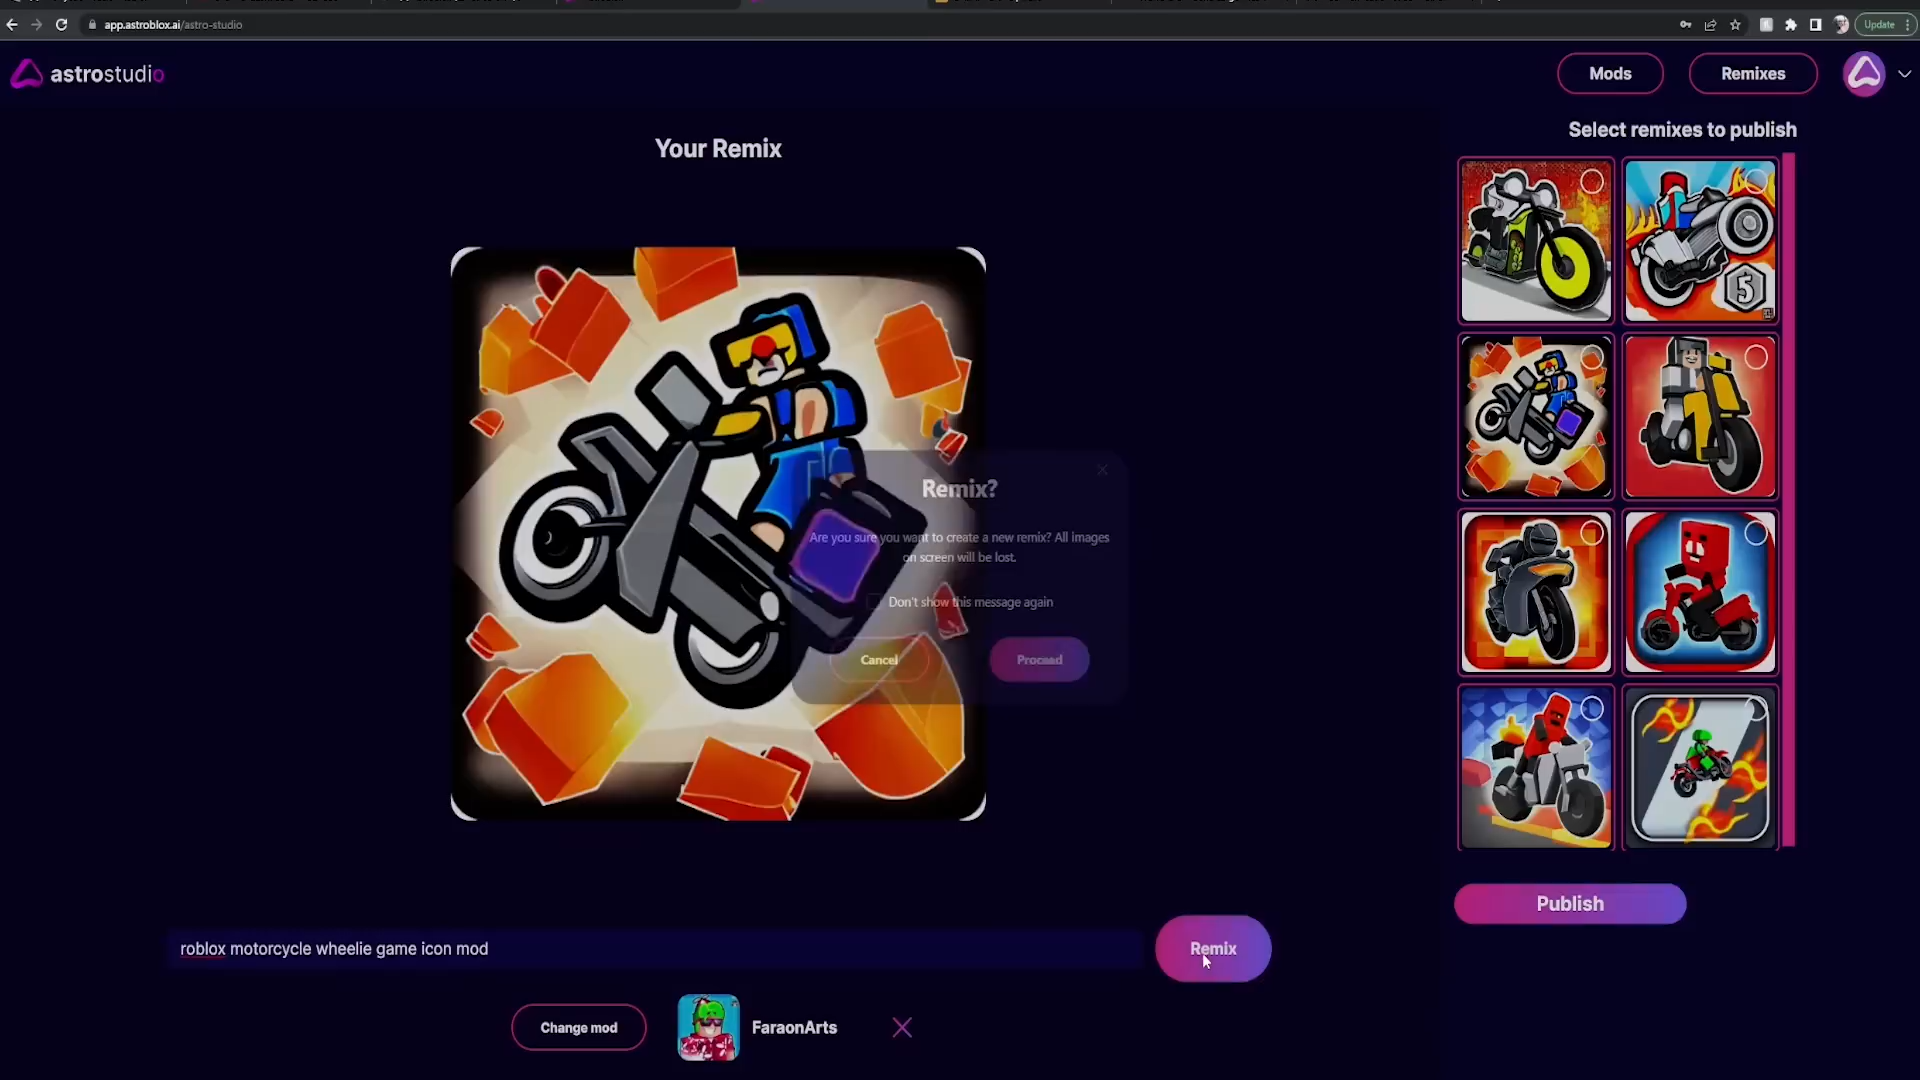 app.astroblox.ai/astro-studio
Update
astrostudio
Mods
Remixes
Your Remix
Select remixes to publish
5
Remix?
Are you sure you want to create a new remix? All images
on screen will be lost.
Don't show this message again
Cancel
Proceed
Publish
roblox motorcycle wheelie game icon mod
Remix
Change mod
FaraonArts